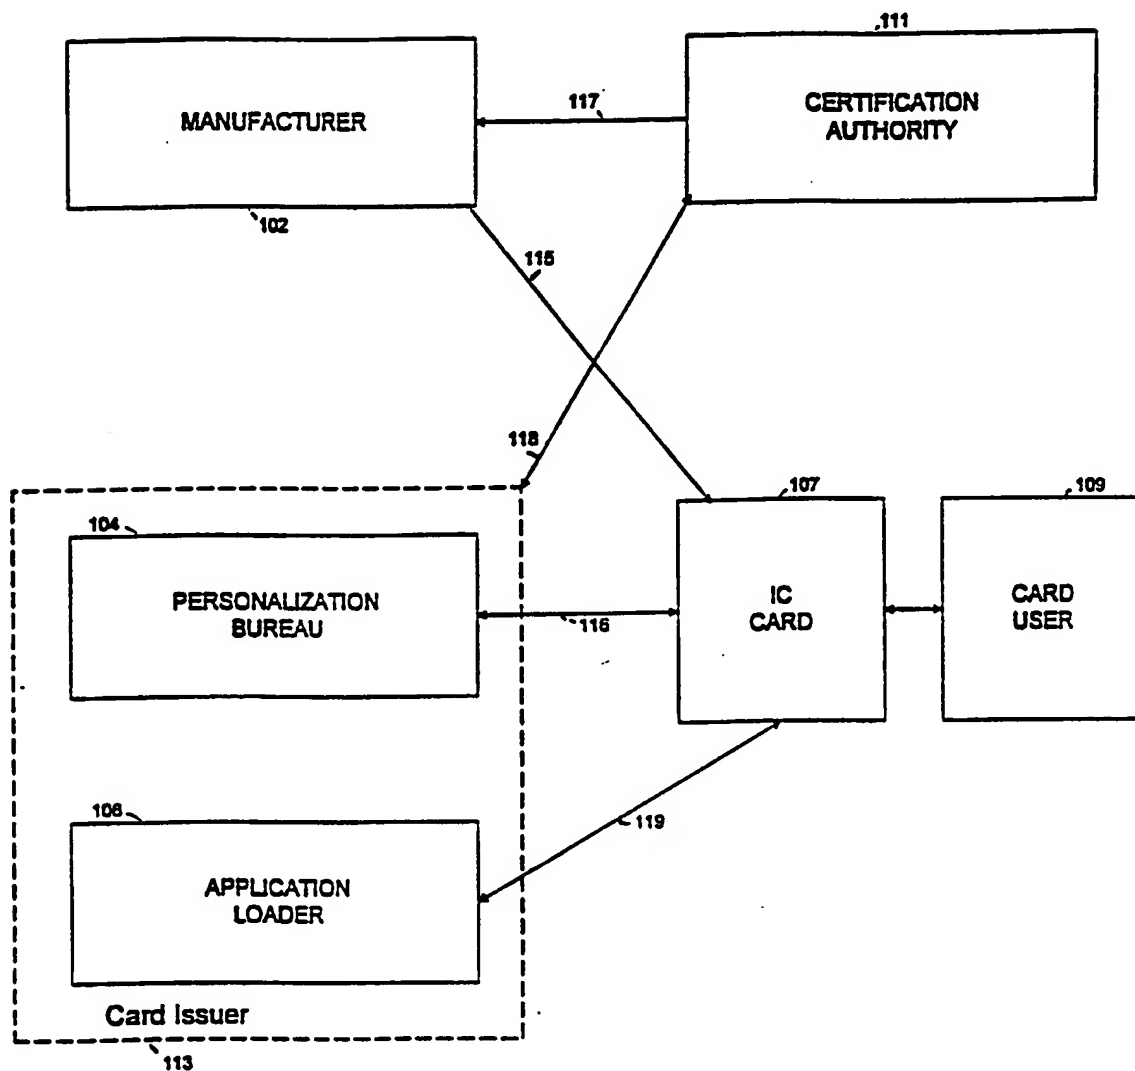 111
MANUFACTURER
117
CERTIFICATION
AUTHORITY
102
115
118
107
109
104
PERSONALIZATION
BUREAU
116
IC
CARD
CARD
USER
106
119
APPLICATION
LOADER
Card Issuer
113